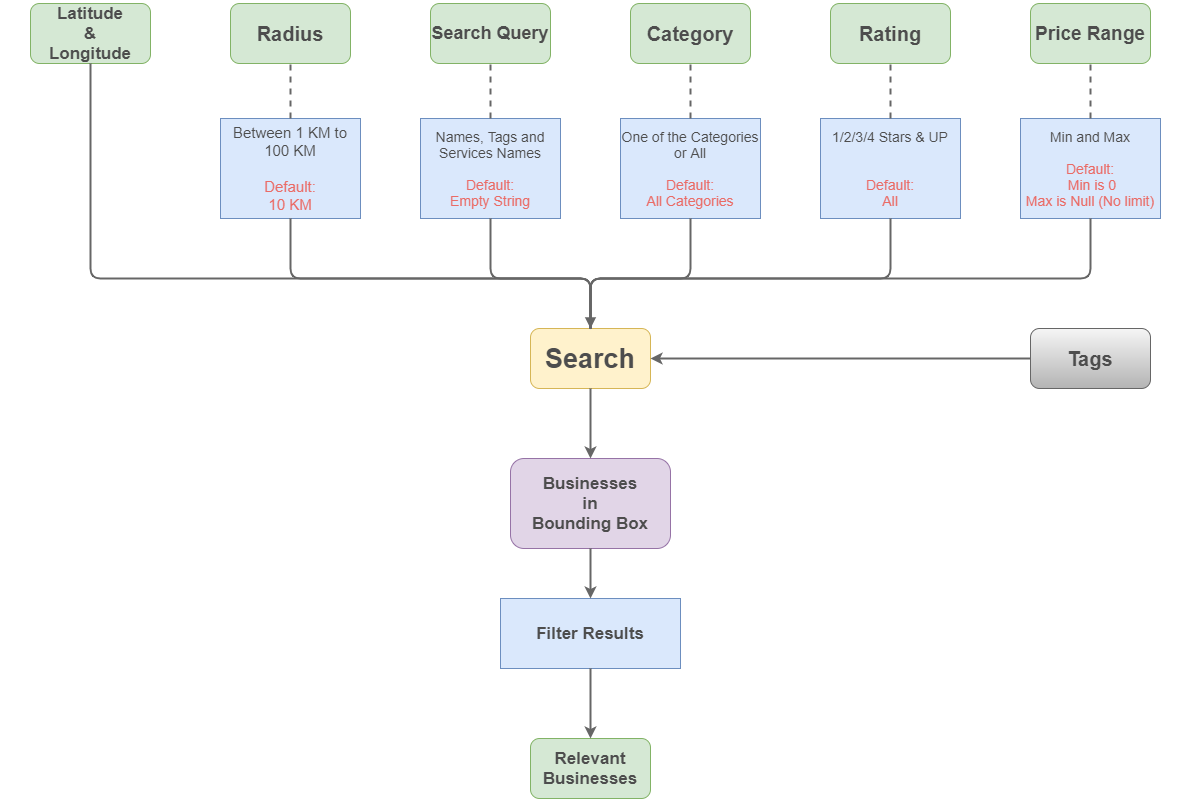 Latitude
&
Longitude
Radius
Search Query
Category
Rating
Price Range
Between 1 KM to
100 KM
Default:
10 KM
Names, Tags and
Services Names
Default:
Empty String
One of the Categories
or All
Default:
All Categories
1/2/3/4 Stars & UP
Default:
All
Min and Max
Default:
Min is 0
Max is Null (No limit)
Search
Tags
Businesses
in
Bounding Box
Filter Results
Relevant
Businesses